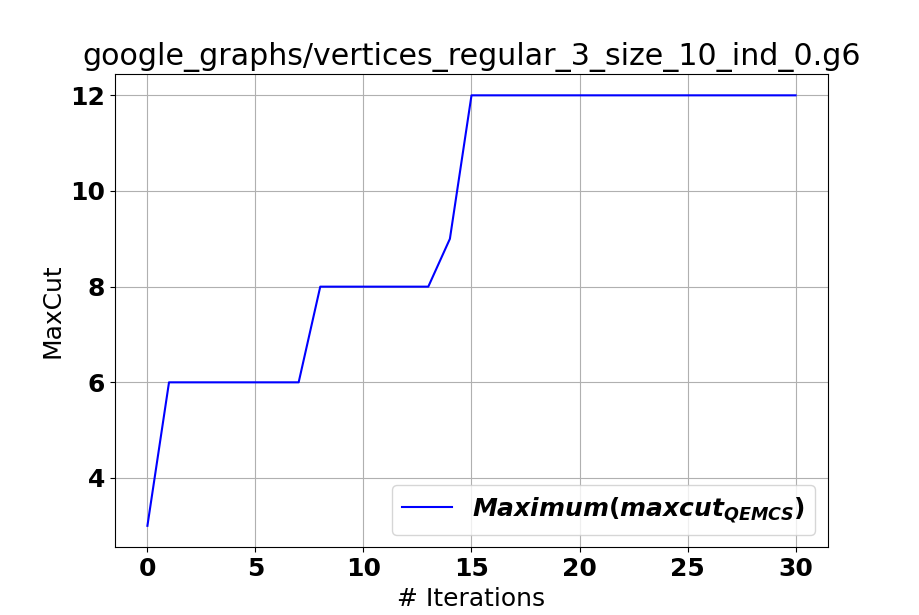 google_graphs/vertices_regular_3_size_10_ind_0.g6
12
10
8
6
4
MaxCut
Maximum(maxcut_QEMCS)
0 5 10 15 20 25 30
# Iterations